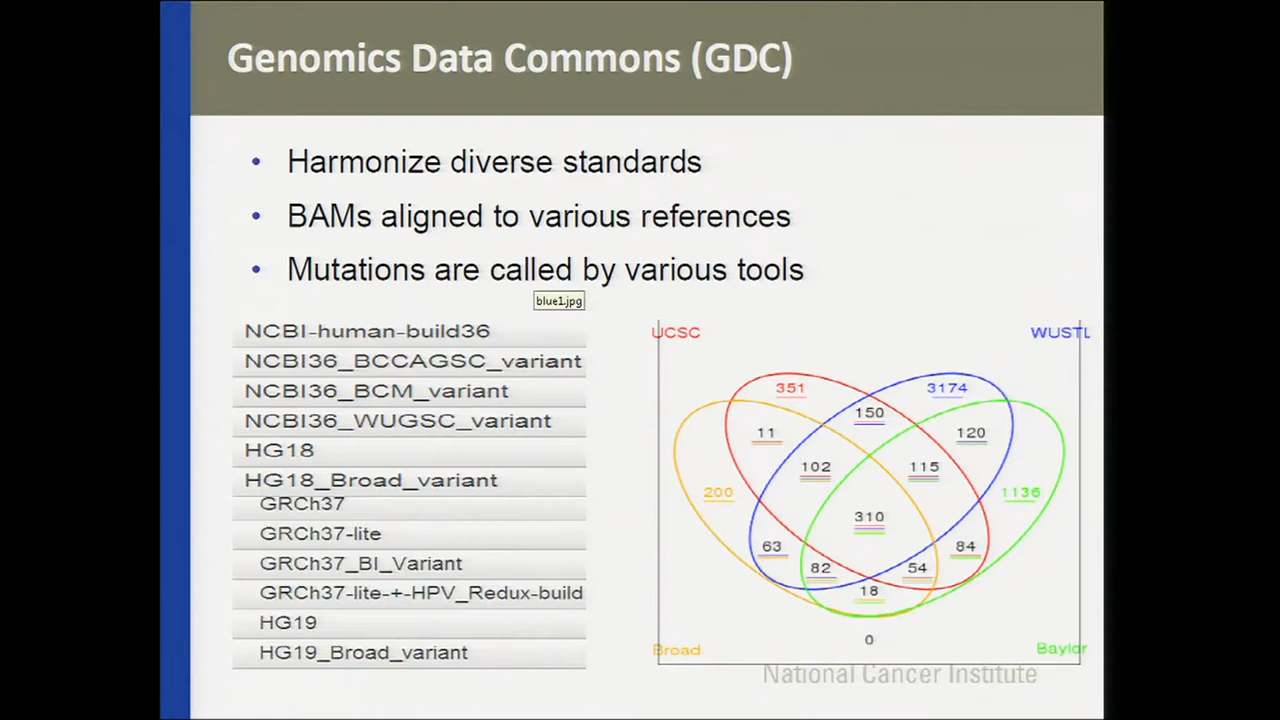 Genomics Data Commons (GDC)
• Harmonize diverse standards
• BAMs aligned to various references
• Mutations are called by various tools
blue1.jpg
NCBI-human-build36
NCBI36_BCCAGSC_variant
NCBI36_BCM_variant
NCBI36_WUGSC_variant
HG18
HG18_Broad_variant
GRCh37
GRCh37-lite
GRCh37_BI_Variant
GRCh37-lite-+-HPV_Redux-build
HG19
HG19_Broad_variant
UCSC
WUSTL
351
3174
150
11
120
102
115
200
1136
310
63
84
82
54
18
0
Broad
Baylor
National Cancer Institute